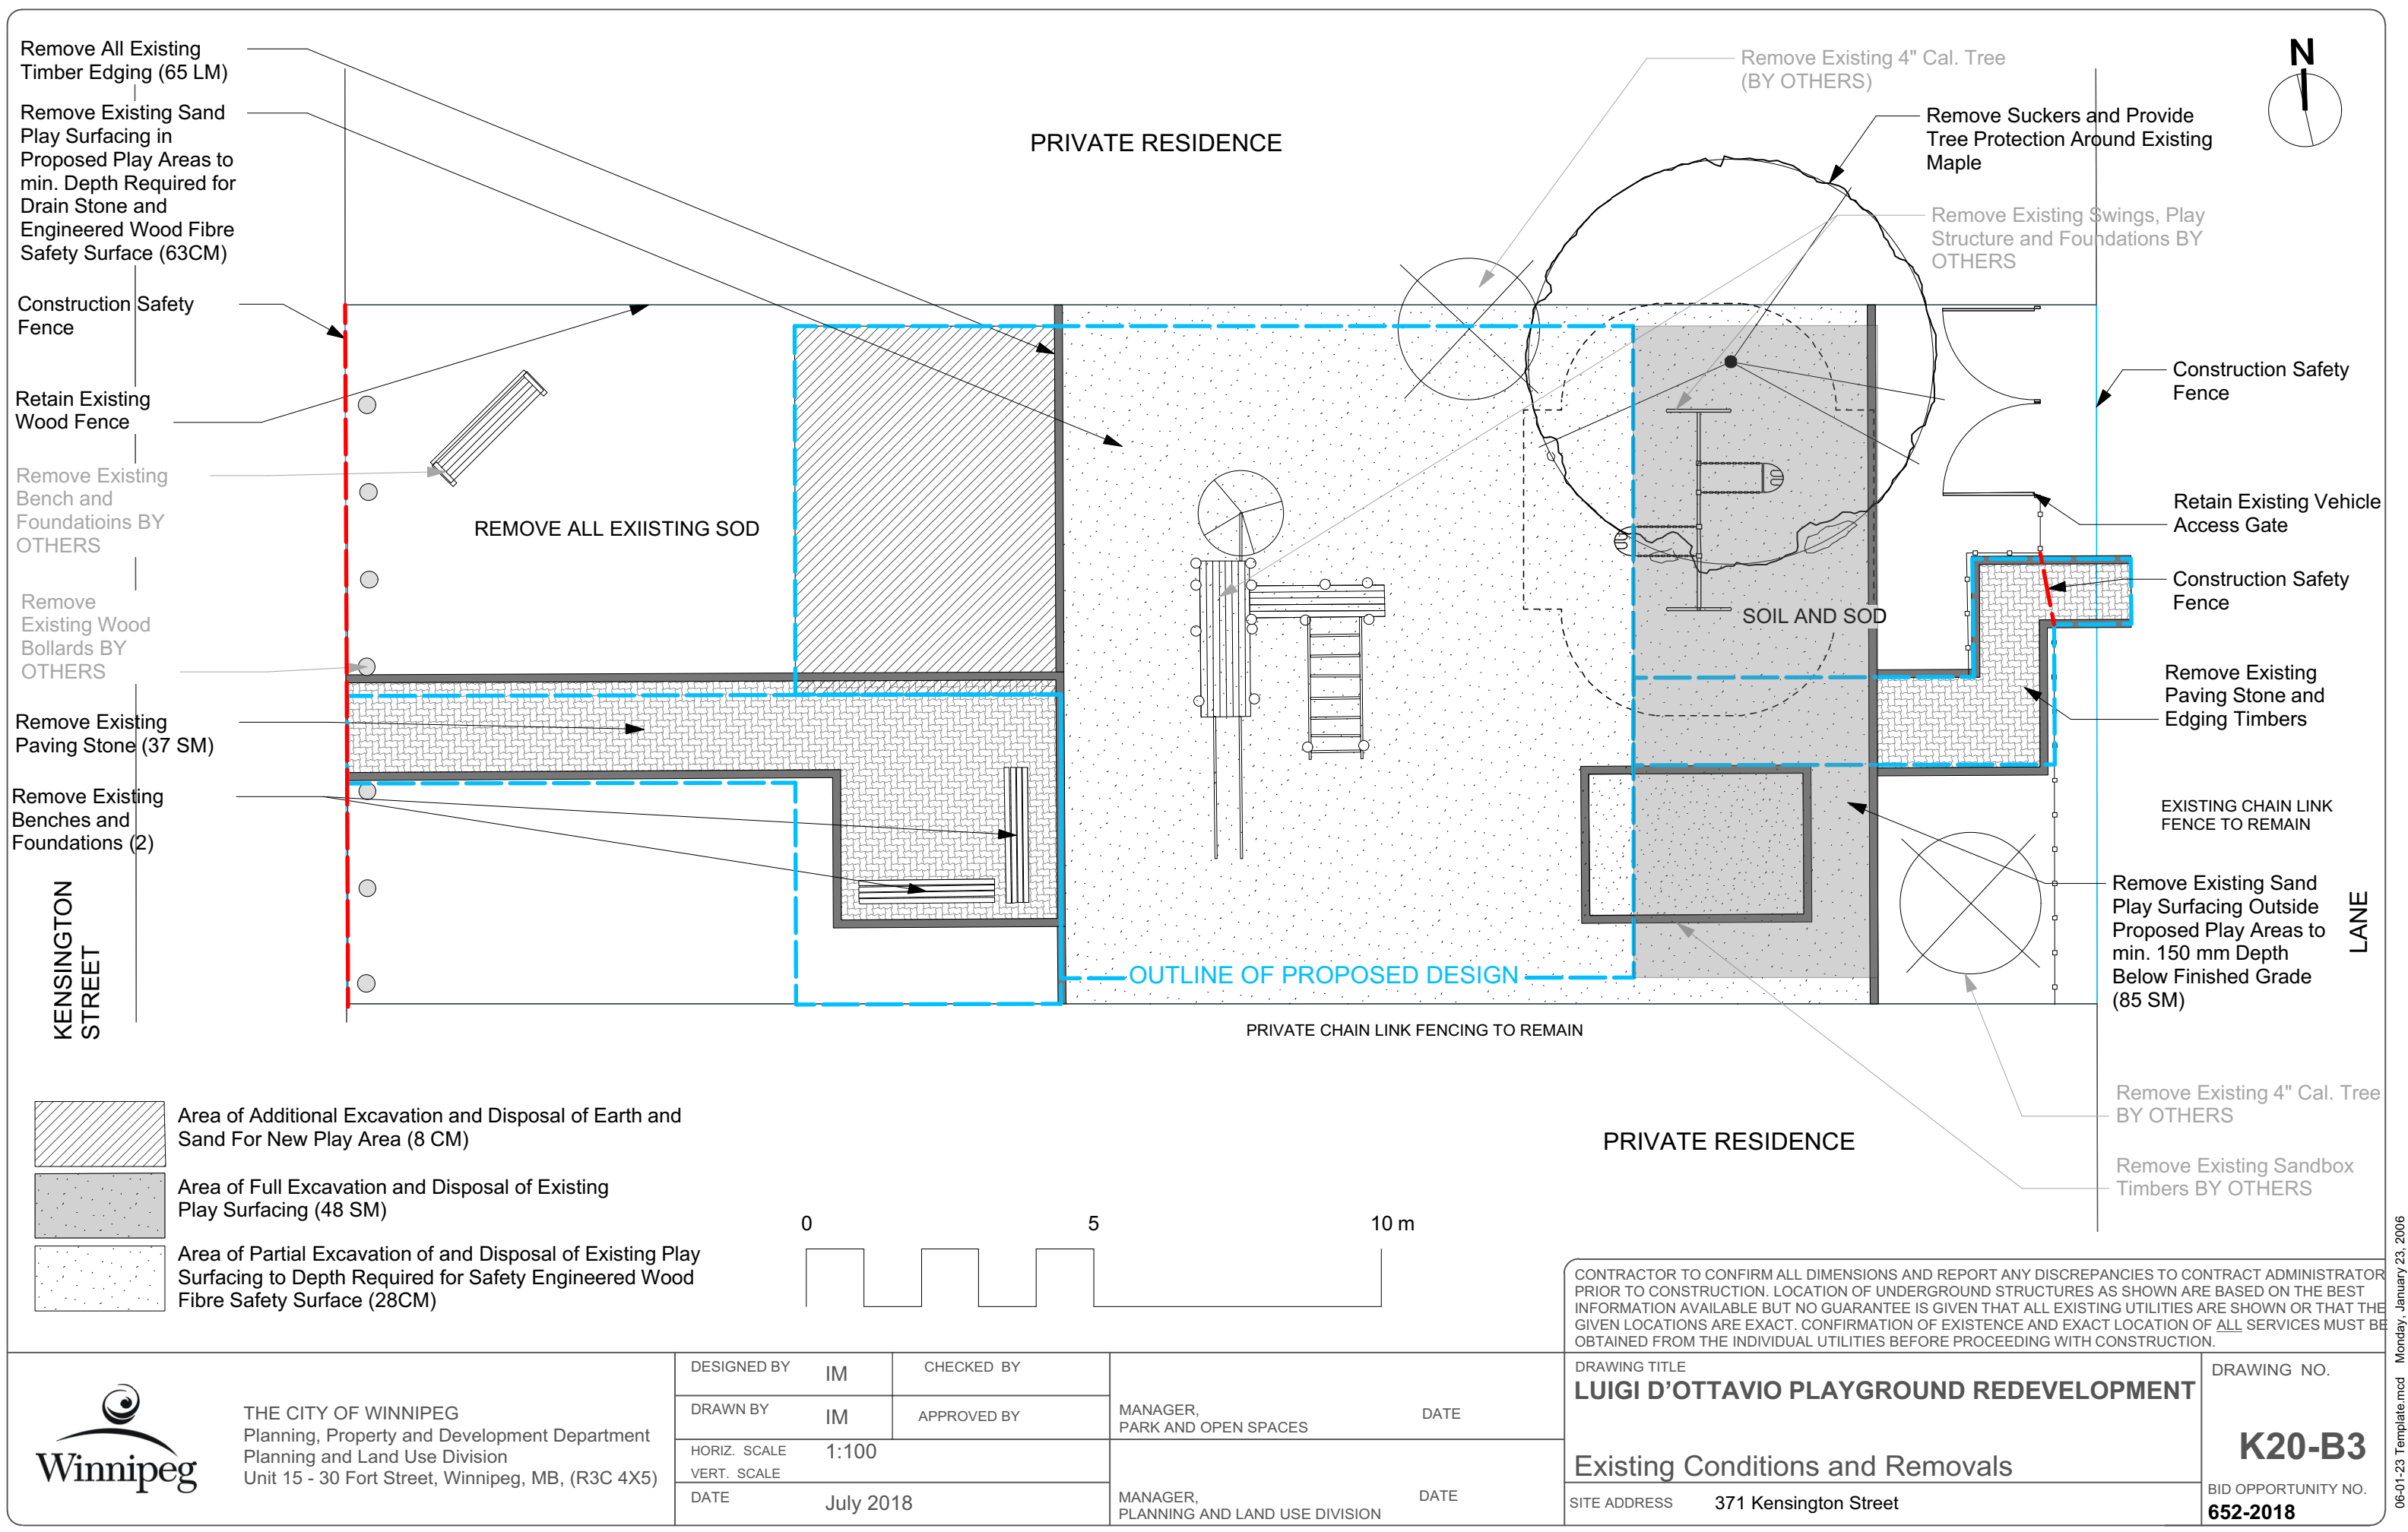 Remove All Existing
Timber Edging (65 LM)
Remove Existing Sand
Play Surfacing in
Proposed Play Areas to
min. Depth Required for
Drain Stone and
Engineered Wood Fibre
Safety Surface (63CM)
Construction Safety
Fence
Retain Existing
Wood Fence
Remove Existing
Bench and
Foundatioins BY
OTHERS
Remove
Existing Wood
Bollards BY
OTHERS
Remove Existing
Paving Stone (37 SM)
Remove Existing
Benches and
Foundations (2)
KENSINGTON
STREET
PRIVATE RESIDENCE
REMOVE ALL EXIISTING SOD
Remove Existing 4" Cal. Tree
(BY OTHERS)
N
Remove Suckers and Provide
Tree Protection Around Existing
Maple
Remove Existing Swings, Play
Structure and Foundations BY
OTHERS
Construction Safety
Fence
Retain Existing Vehicle
Access Gate
Construction Safety
Fence
SOIL AND SOD
Remove Existing
Paving Stone and
Edging Timbers
EXISTING CHAIN LINK
FENCE TO REMAIN
Remove Existing Sand
Play Surfacing Outside
Proposed Play Areas to
min. 150 mm Depth
Below Finished Grade
(85 SM)
LANE
OUTLINE OF PROPOSED DESIGN
PRIVATE CHAIN LINK FENCING TO REMAIN
Remove Existing 4" Cal. Tree
BY OTHERS
PRIVATE RESIDENCE
Remove Existing Sandbox
Timbers BY OTHERS
Area of Additional Excavation and Disposal of Earth and
Sand For New Play Area (8 CM)
Area of Full Excavation and Disposal of Existing
Play Surfacing (48 SM)
Area of Partial Excavation of and Disposal of Existing Play
Surfacing to Depth Required for Safety Engineered Wood
Fibre Safety Surface (28CM)
0 5 10 m
CONTRACTOR TO CONFIRM ALL DIMENSIONS AND REPORT ANY DISCREPANCIES TO CONTRACT ADMINISTRATOR
PRIOR TO CONSTRUCTION. LOCATION OF UNDERGROUND STRUCTURES AS SHOWN ARE BASED ON THE BEST
INFORMATION AVAILABLE BUT NO GUARANTEE IS GIVEN THAT ALL EXISTING UTILITIES ARE SHOWN OR THAT THE
GIVEN LOCATIONS ARE EXACT. CONFIRMATION OF EXISTENCE AND EXACT LOCATION OF ALL SERVICES MUST BE
OBTAINED FROM THE INDIVIDUAL UTILITIES BEFORE PROCEEDING WITH CONSTRUCTION.
Winnipeg
THE CITY OF WINNIPEG
Planning, Property and Development Department
Planning and Land Use Division
Unit 15 - 30 Fort Street, Winnipeg, MB, (R3C 4X5)
DESIGNED BY IM CHECKED BY
DRAWN BY IM APPROVED BY
HORIZ. SCALE 1:100
VERT. SCALE
DATE July 2018
MANAGER,
PARK AND OPEN SPACES DATE
MANAGER,
PLANNING AND LAND USE DIVISION DATE
DRAWING TITLE
LUIGI D'OTTAVIO PLAYGROUND REDEVELOPMENT
Existing Conditions and Removals
SITE ADDRESS 371 Kensington Street
DRAWING NO.
K20-B3
BID OPPORTUNITY NO.
652-2018
06-01-23 Template.mcd Monday, January 23, 2006